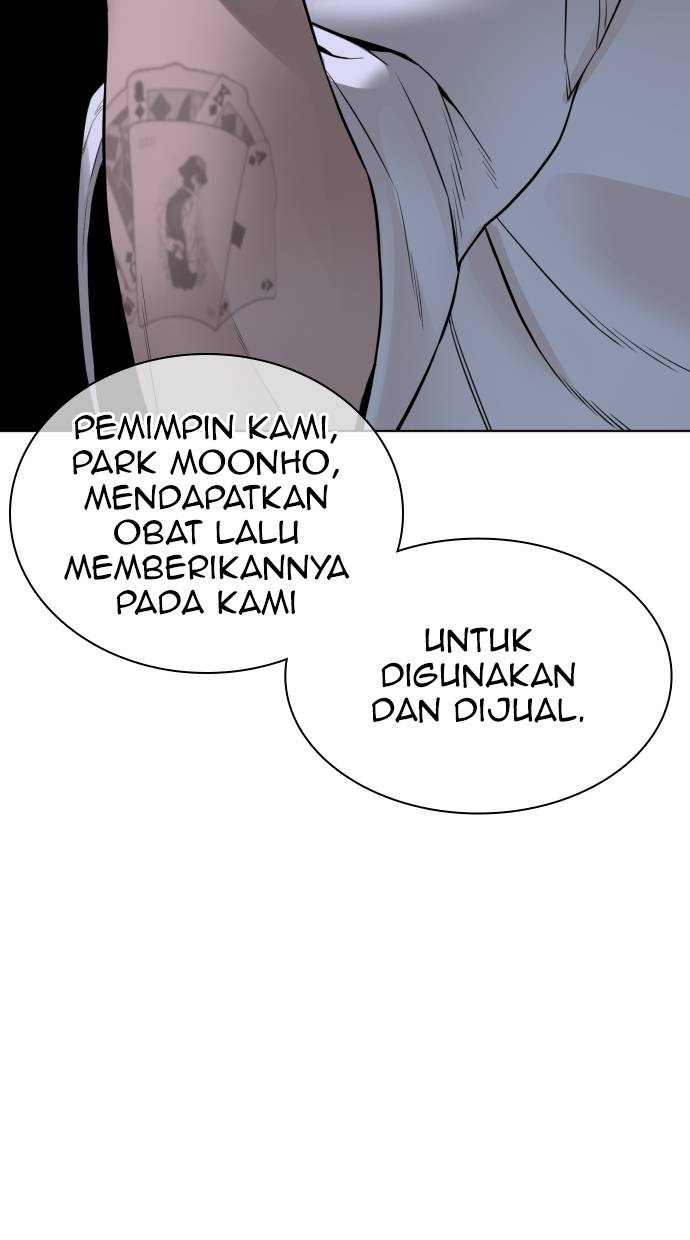 PEMIMPIN KAMI,
PARK MOONHO,
MENDAPATKAN
OBAT LALU
MEMBERIKANNYA
PADA KAMI
UNTUK
DIGUNAKAN
DAN DIJUAL.